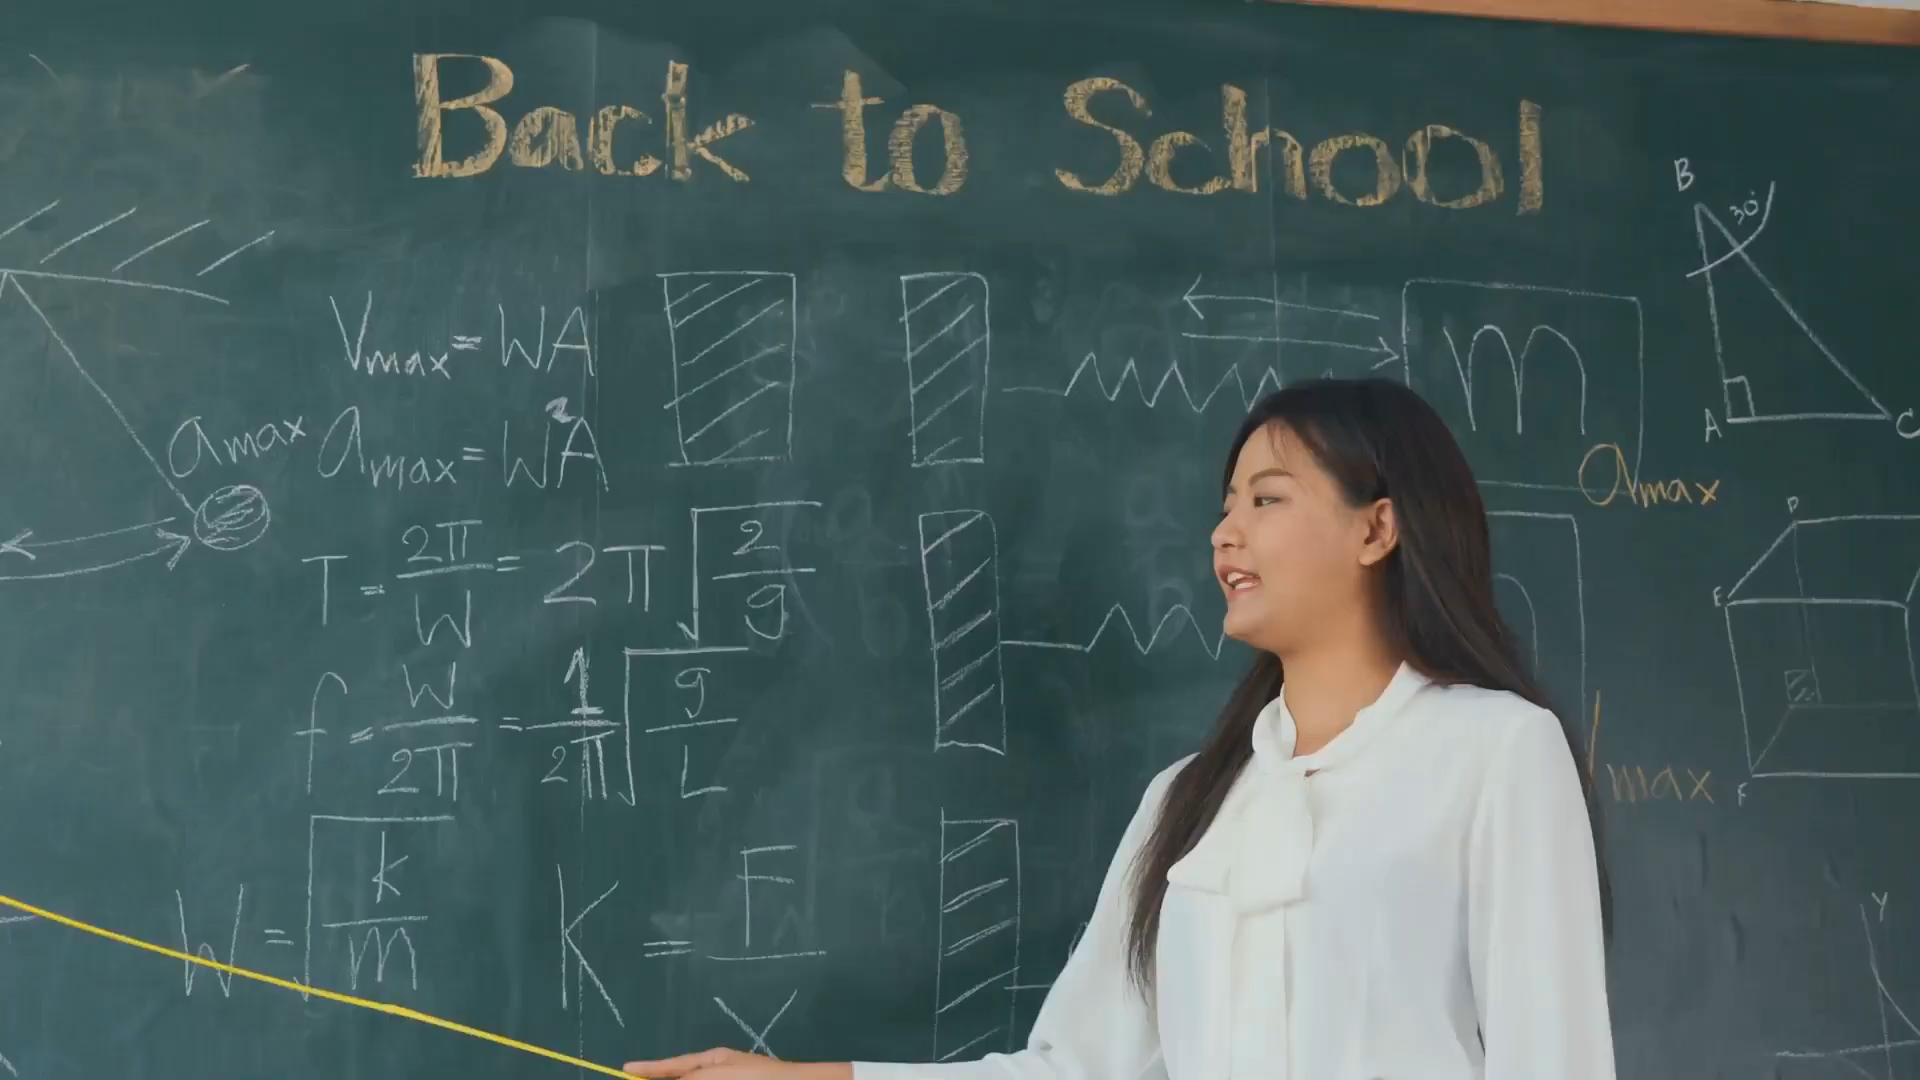 Back to School
Vmax = WA
amax
amax = W²A
T = 2π/W = 2π√2/g
f = W/2π = 1/2π√g/L
W = √k/m
K = F/X
m
amax
max
B
30°
A
C
D
E
F
Y